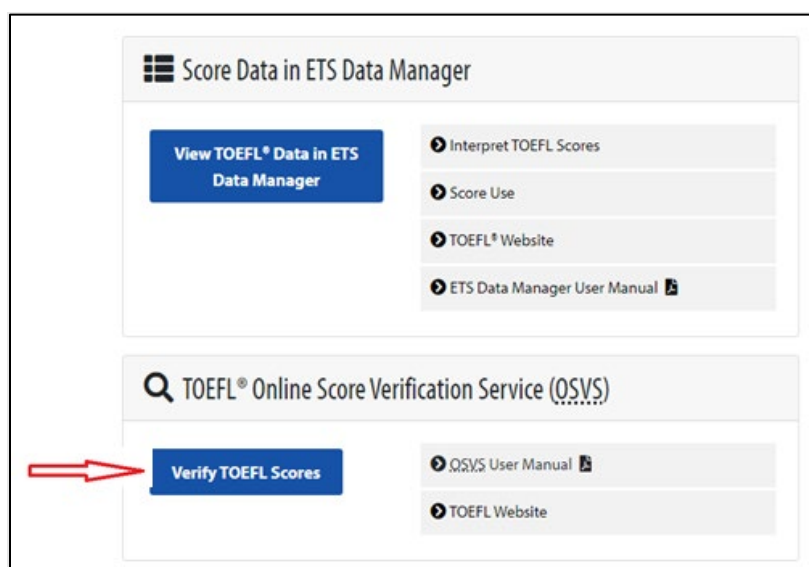 Score Data in ETS Data Manager
View TOEFL® Data in ETS
Data Manager
Interpret TOEFL Scores
Score Use
TOEFL® Website
ETS Data Manager User Manual
TOEFL® Online Score Verification Service (OSVS)
Verify TOEFL Scores
OSVS User Manual
TOEFL Website